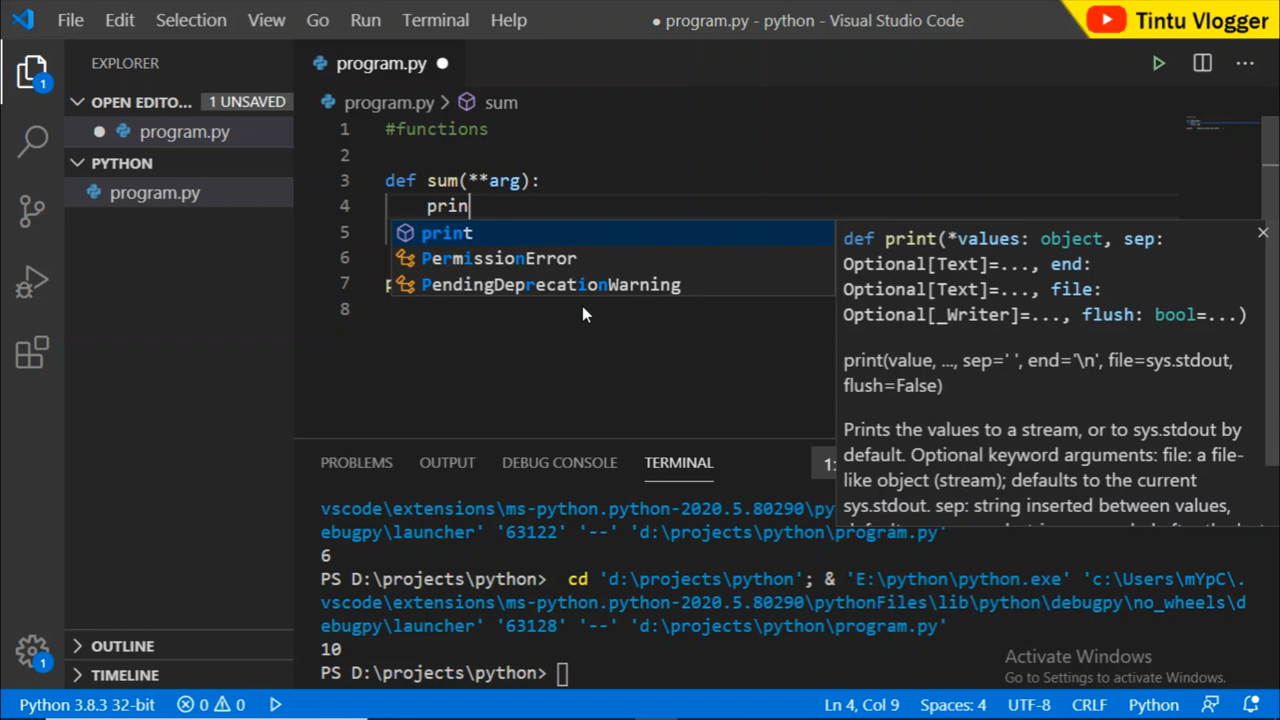 File Edit Selection View Go Run Terminal Help
● program.py - python - Visual Studio Code
Tintu Vlogger
EXPLORER
OPEN EDITO... 1 UNSAVED
program.py
PYTHON
program.py
1
program.py ●
program.py > sum
1 #functions
2
3 def sum(**arg):
4 prin
5
6
7 p
8
print
PermissionError
PendingDeprecationWarning
def print(*values: object, sep:
Optional[Text]=..., end:
Optional[Text]=..., file:
Optional[_Writer]=..., flush: bool=...)
print(value, ..., sep=' ', end='\n', file=sys.stdout,
flush=False)
Prints the values to a stream, or to sys.stdout by
default. Optional keyword arguments: file: a file-
like object (stream); defaults to the current
sys.stdout. sep: string inserted between values,
PROBLEMS OUTPUT DEBUG CONSOLE TERMINAL 1:
vscode\extensions\ms-python.python-2020.5.80290\py
ebugpy\launcher' '63122' '--' 'd:\projects\python\program.py'
6
PS D:\projects\python> cd 'd:\projects\python'; & 'E:\python\python.exe' 'c:\Users\mYpC\.
vscode\extensions\ms-python.python-2020.5.80290\pythonFiles\lib\python\debugpy\no_wheels\d
ebugpy\launcher' '63128' '--' 'd:\projects\python\program.py'
10
PS D:\projects\python>
OUTLINE
TIMELINE
1
Activate Windows
Go to Settings to activate Windows.
Python 3.8.3 32-bit 0 0 Ln 4, Col 9 Spaces: 4 UTF-8 CRLF Python